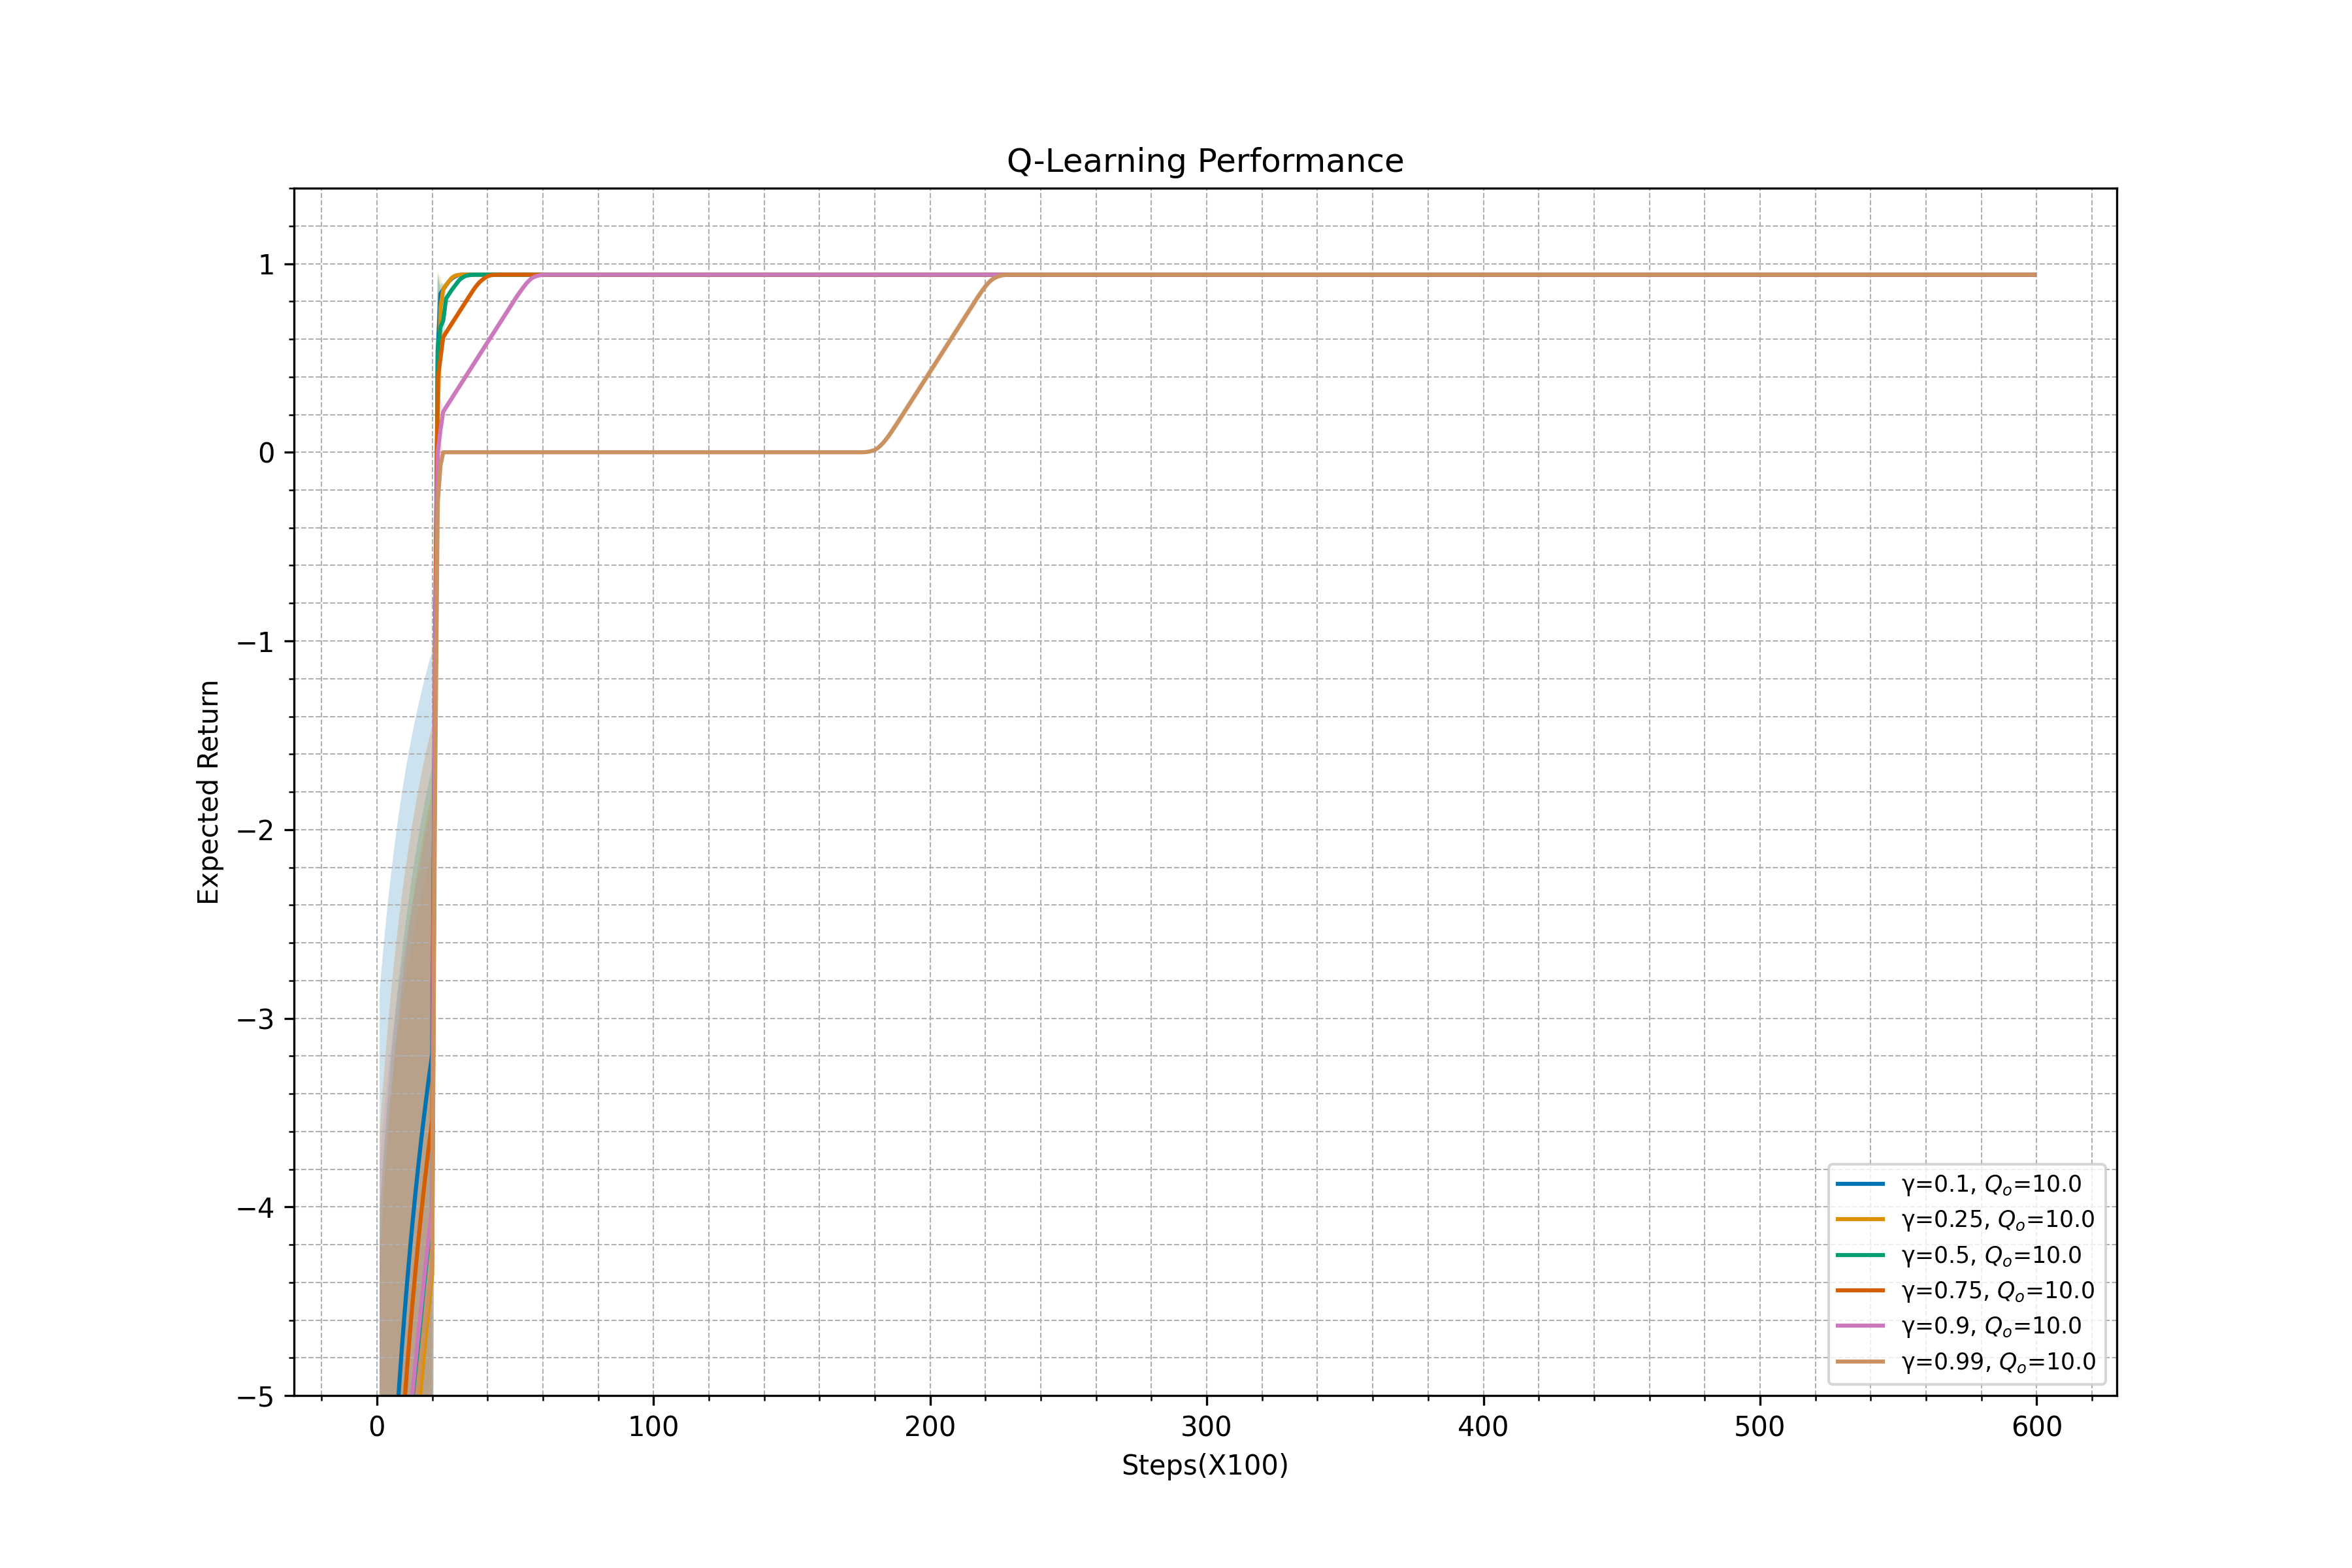 Q-Learning Performance
Expected Return
1
0
−1
−2
−3
−4
−5
0 100 200 300 400 500 600
Steps(X100)
γ=0.1, Qₒ=10.0
γ=0.25, Qₒ=10.0
γ=0.5, Qₒ=10.0
γ=0.75, Qₒ=10.0
γ=0.9, Qₒ=10.0
γ=0.99, Qₒ=10.0